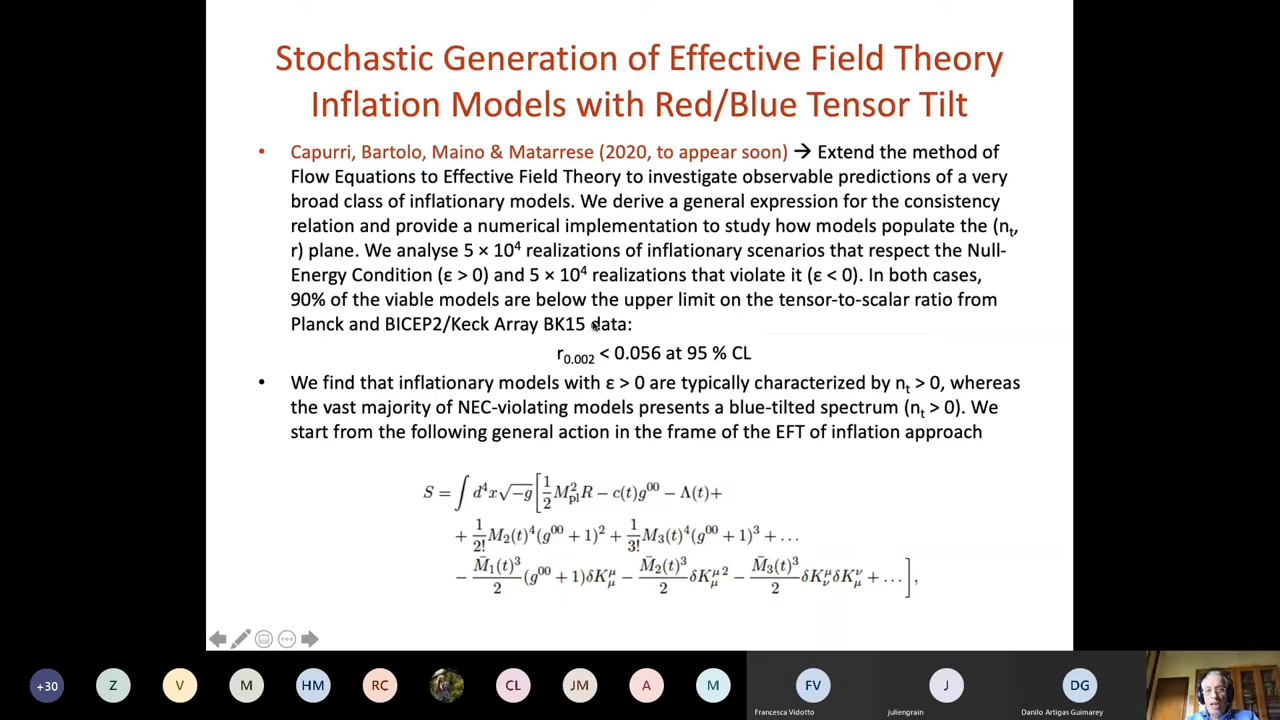 Stochastic Generation of Effective Field Theory
Inflation Models with Red/Blue Tensor Tilt
• Capurri, Bartolo, Maino & Matarrese (2020, to appear soon) → Extend the method of
Flow Equations to Effective Field Theory to investigate observable predictions of a very
broad class of inflationary models. We derive a general expression for the consistency
relation and provide a numerical implementation to study how models populate the (nₜ,
r) plane. We analyse 5 × 10⁴ realizations of inflationary scenarios that respect the Null-
Energy Condition (ε > 0) and 5 × 10⁴ realizations that violate it (ε < 0). In both cases,
90% of the viable models are below the upper limit on the tensor-to-scalar ratio from
Planck and BICEP2/Keck Array BK15 data:
r₀.₀₀₂ < 0.056 at 95 % CL
• We find that inflationary models with ε > 0 are typically characterized by nₜ > 0, whereas
the vast majority of NEC-violating models presents a blue-tilted spectrum (nₜ > 0). We
start from the following general action in the frame of the EFT of inflation approach
S = ∫ d⁴x√−g[ 1/2 M²_pl R − c(t)g⁰⁰ − Λ(t)+
+ 1/2! M₂(t)⁴(g⁰⁰ + 1)² + 1/3! M₃(t)⁴(g⁰⁰ + 1)³ + ...
− M̄₁(t)³/2 (g⁰⁰ + 1)δK^μ_μ − M̄₂(t)³/2 δK^μ_μ ² − M̄₃(t)³/2 δK^μ_ν δK^ν_μ + ... ],
+30 Z V M HM RC CL JM A M FV J DG
Francesca Vidotto juliengrain Danilo Artigas Guimarey